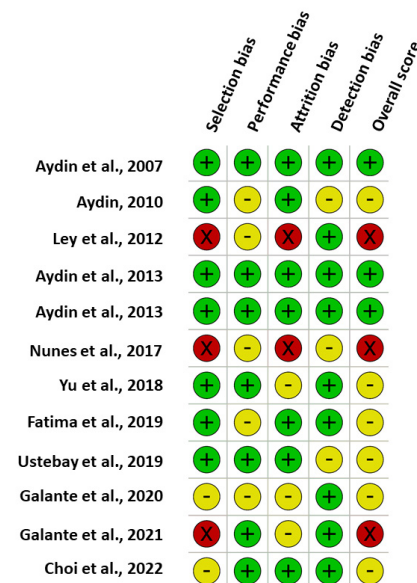 Selection bias
Performance bias
Attrition bias
Detection bias
Overall score
Aydin et al., 2007 + + + + +
Aydin, 2010 + - + - -
Ley et al., 2012 X - X + X
Aydin et al., 2013 + + + + +
Aydin et al., 2013 + + + + +
Nunes et al., 2017 X - X - X
Yu et al., 2018 + + - + -
Fatima et al., 2019 + - + + -
Ustebay et al., 2019 + + + - -
Galante et al., 2020 - - - + -
Galante et al., 2021 X + - + X
Choi et al., 2022 - + + + -